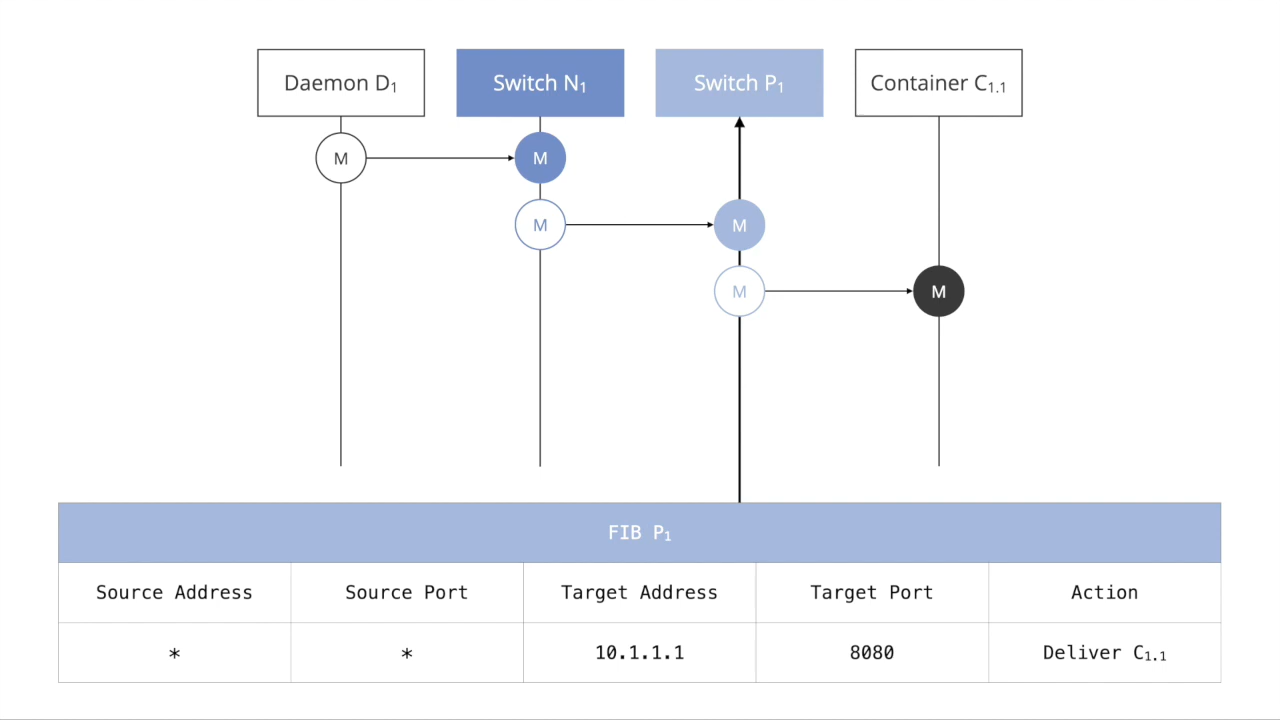 Daemon D₁ Switch N₁ Switch P₁ Container C₁.₁
M M
M M
M M
FIB P₁
Source Address Source Port Target Address Target Port Action
* * 10.1.1.1 8080 Deliver C₁.₁